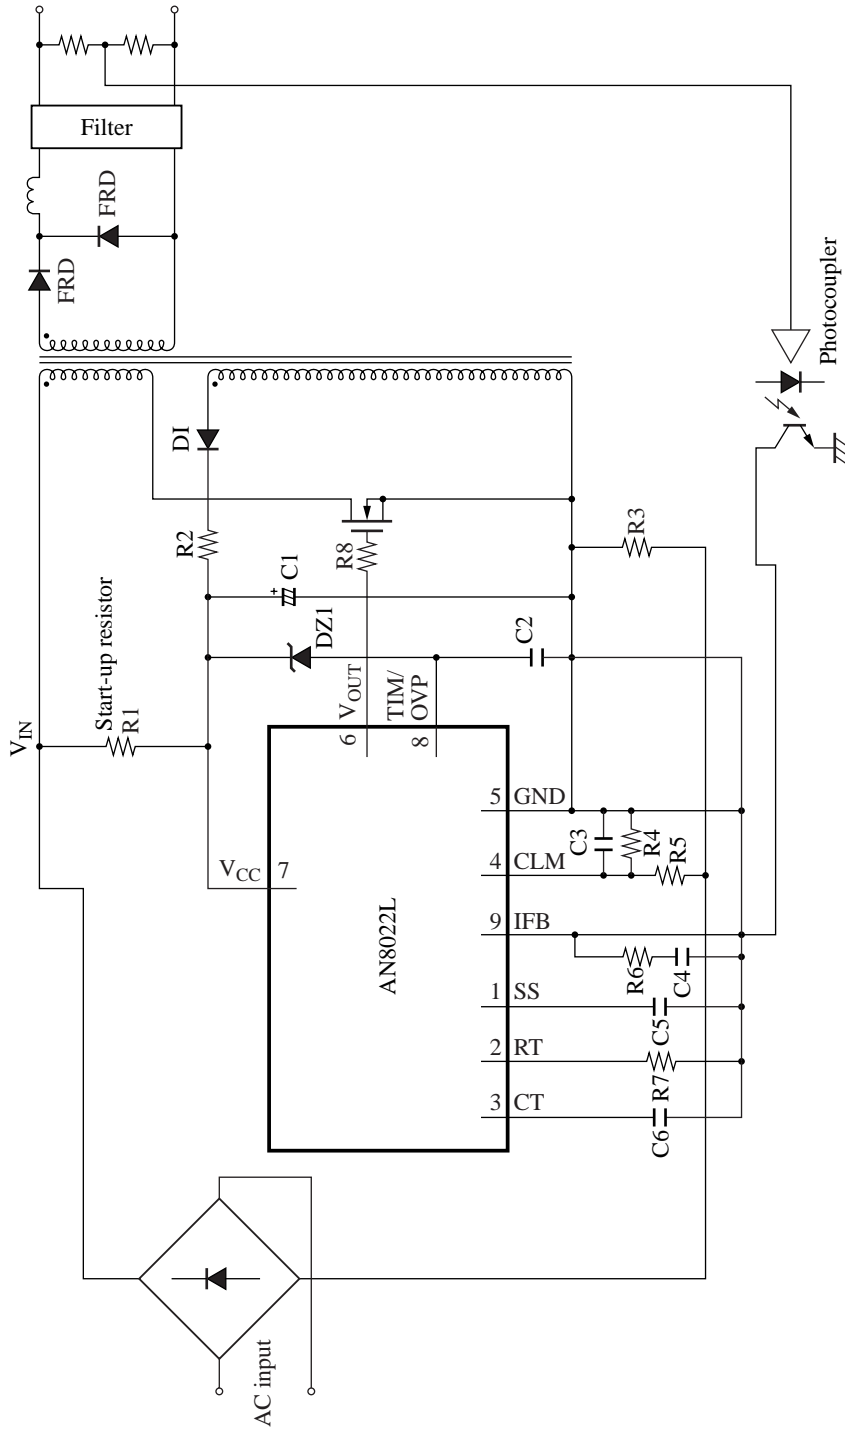 Filter
FRD
FRD
Photocoupler
DI
R2
R8
R3
C1
DZ1
C2
Start-up resistor
R1
VIN
6 VOUT
TIM/
OVP
8
VCC
7
5 GND
C3
R4
4 CLM
R5
AN8022L
9 IFB
R6
C4
1 SS
C5
2 RT
R7
3 CT
C6
AC input
+